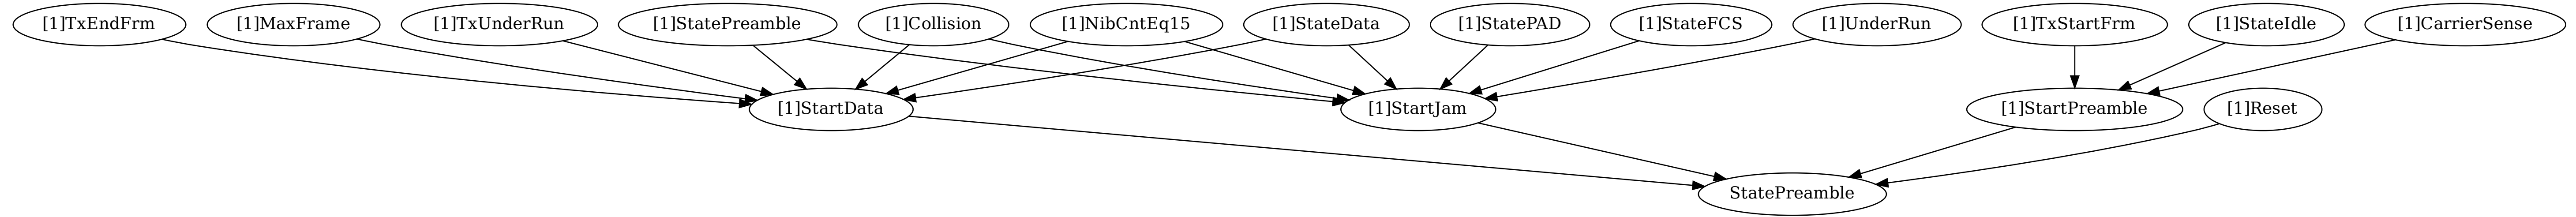 [1]TxEndFrm
[1]MaxFrame
[1]TxUnderRun
[1]StatePreamble
[1]Collision
[1]NibCntEq15
[1]StateData
[1]StatePAD
[1]StateFCS
[1]UnderRun
[1]TxStartFrm
[1]StateIdle
[1]CarrierSense
[1]StartData
[1]StartJam
[1]StartPreamble
[1]Reset
StatePreamble